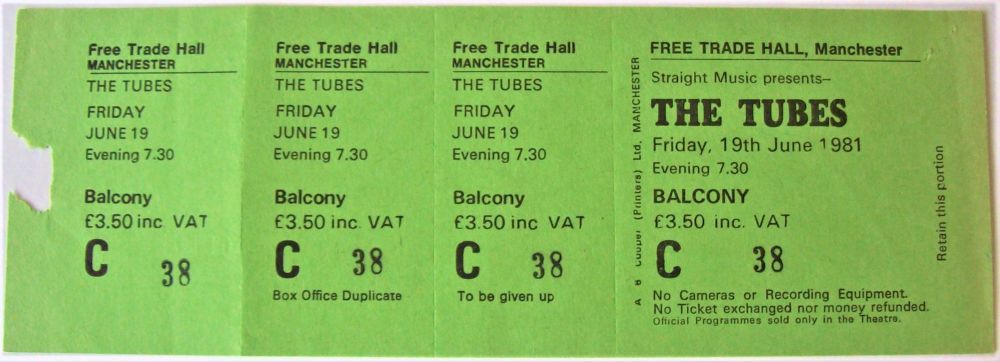 Free Trade Hall
MANCHESTER
THE TUBES
FRIDAY
JUNE 19
Evening 7.30
Balcony
£3.50 inc VAT
C 38
Free Trade Hall
MANCHESTER
THE TUBES
FRIDAY
JUNE 19
Evening 7.30
Balcony
£3.50 inc. VAT
C 38
Box Office Duplicate
Free Trade Hall
MANCHESTER
THE TUBES
FRIDAY
JUNE 19
Evening 7.30
Balcony
£3.50 inc. VAT
C 38
To be given up
A B Cooper (Printers) Ltd. MANCHESTER
FREE TRADE HALL, Manchester
Straight Music presents–
THE TUBES
Friday, 19th June 1981
Evening 7.30
BALCONY
£3.50 inc. VAT
C 38
No Cameras or Recording Equipment.
No Ticket exchanged nor money refunded.
Official Programmes sold only in the Theatre.
Retain this portion